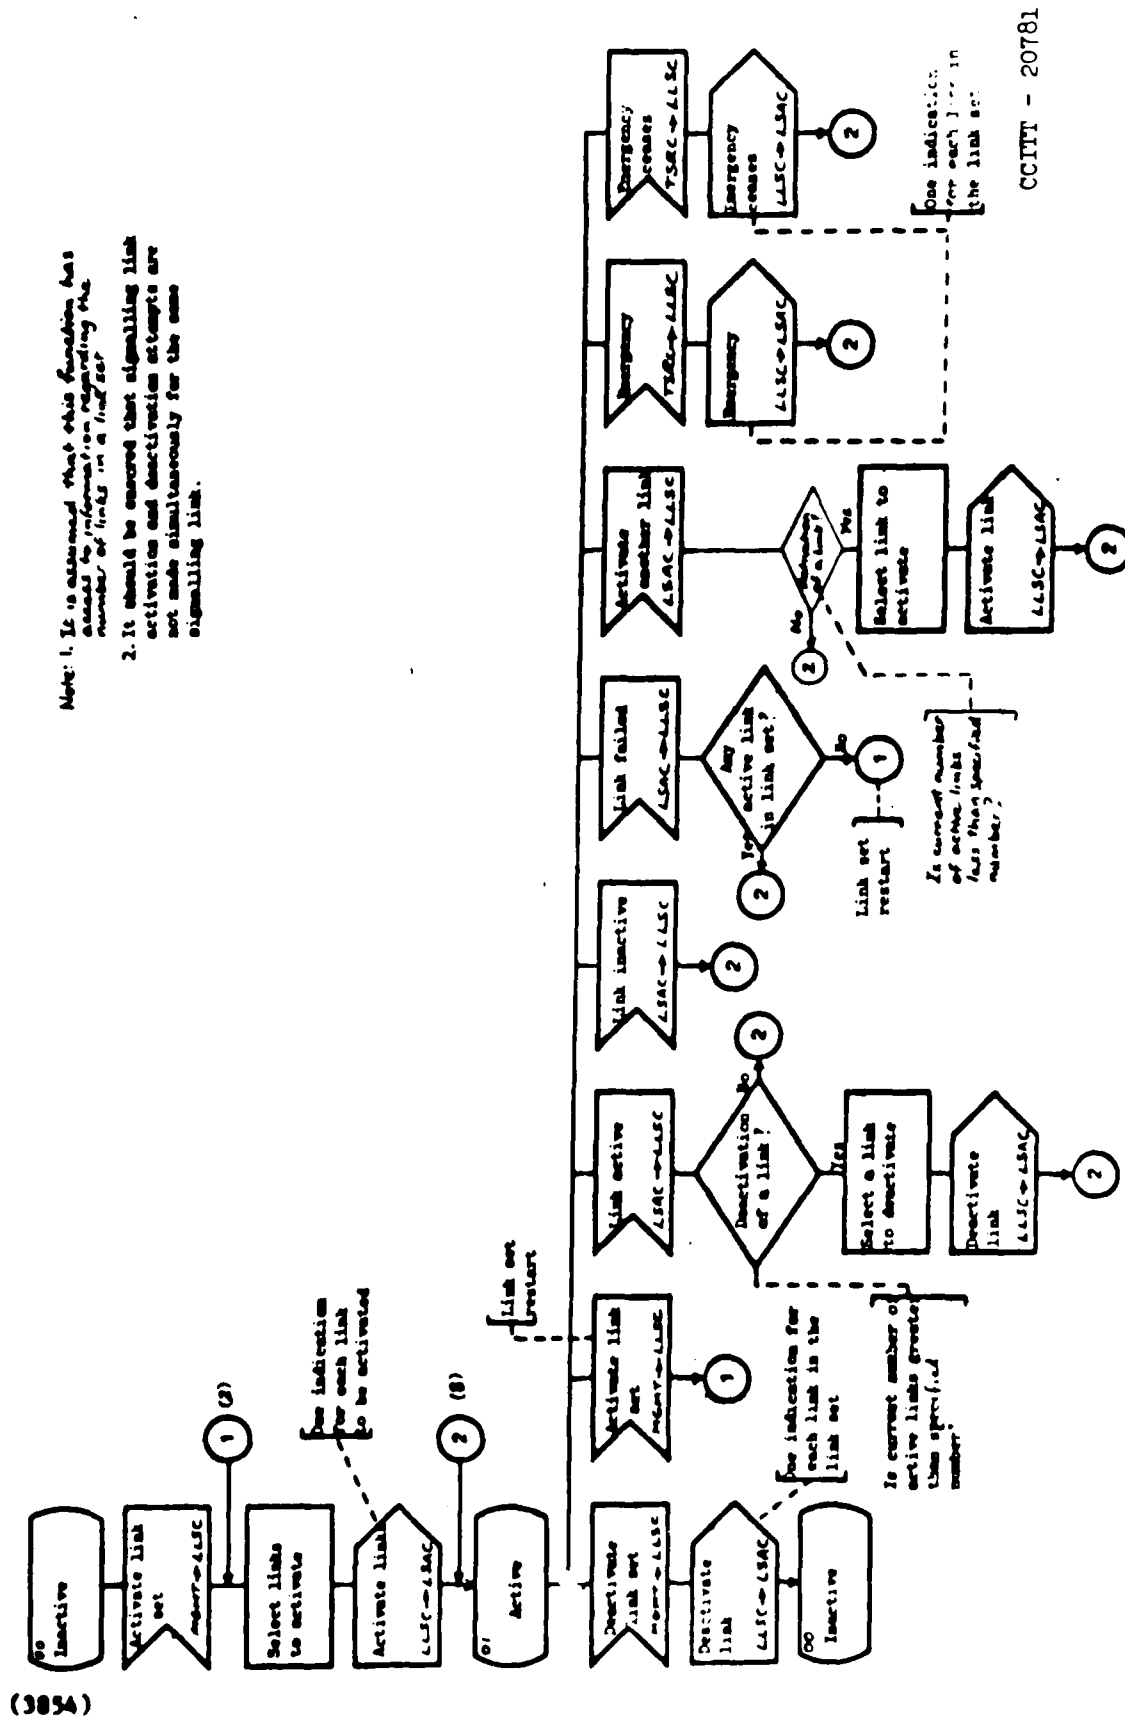 (3854)
Note: 1. It is assumed that this function has
access to information regarding the
number of links in a link set
2. It should be ensured that signalling link
activation and deactivation attempts are
not made simultaneously for the same
signalling link.
00
Inactive
Activate link
set
MGMT→LLSC
1
(2)
Select links
to activate
Activate link
LLSC→LSAC
One indication
for each link
to be activated
2
(8)
01
Active
Deactivate
link set
MGMT→LLSC
Deactivate
link
LLSC→LSAC
One indication for
each link in the
link set
00
Inactive
Activate link
set
MGMT→LLSC
Link set
restart
1
Link active
LSAC→LLSC
Deactivation
of a link?
No
2
Yes
Is current number of
active links greater
than specified
number?
Select a link
to deactivate
Deactivate
link
LLSC→LSAC
2
Link inactive
LSAC→LLSC
2
Link failed
LSAC→LLSC
Any
active link
in link set?
Yes
2
No
1
Link set
restart
Activate
another link
LSAC→LLSC
Activation
of a link?
No
2
Yes
Is current number
of active links
less than specified
number?
Select link to
activate
Activate link
LLSC→LSAC
2
Emergency
TSRC→LLSC
Emergency
LLSC→LSAC
2
Emergency
ceases
TSRC→LLSC
Emergency
ceases
LLSC→LSAC
2
One indication
for each link in
the link set
CCITT - 20781